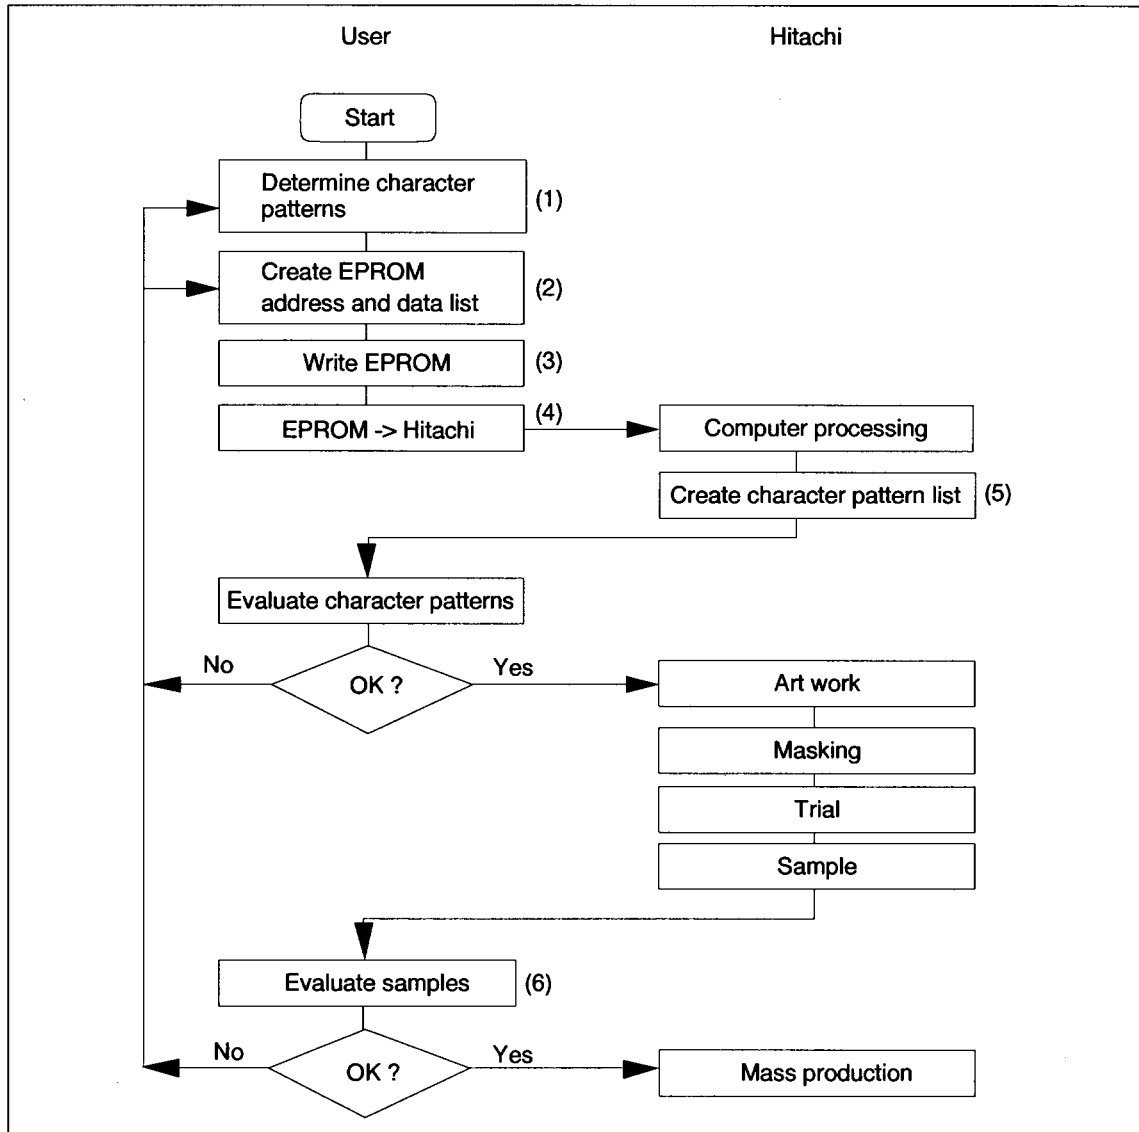 User
Hitachi
Start
Determine character
patterns
(1)
Create EPROM
address and data list
(2)
Write EPROM
(3)
EPROM -> Hitachi
(4)
Computer processing
Create character pattern list
(5)
Evaluate character patterns
No
OK ?
Yes
Art work
Masking
Trial
Sample
Evaluate samples
(6)
No
OK ?
Yes
Mass production